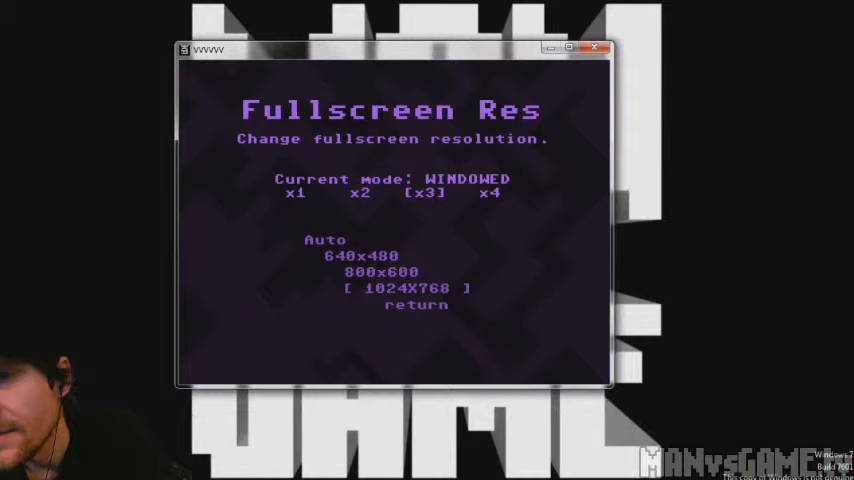 VVVVVV
Fullscreen Res
Change fullscreen resolution.
Current mode: WINDOWED
x1 x2 [x3] x4
Auto
640x480
800x600
[ 1024X768 ]
return
MANvsGAME.tv
Windows 7
Build 7601
This copy of Windows is not genuine